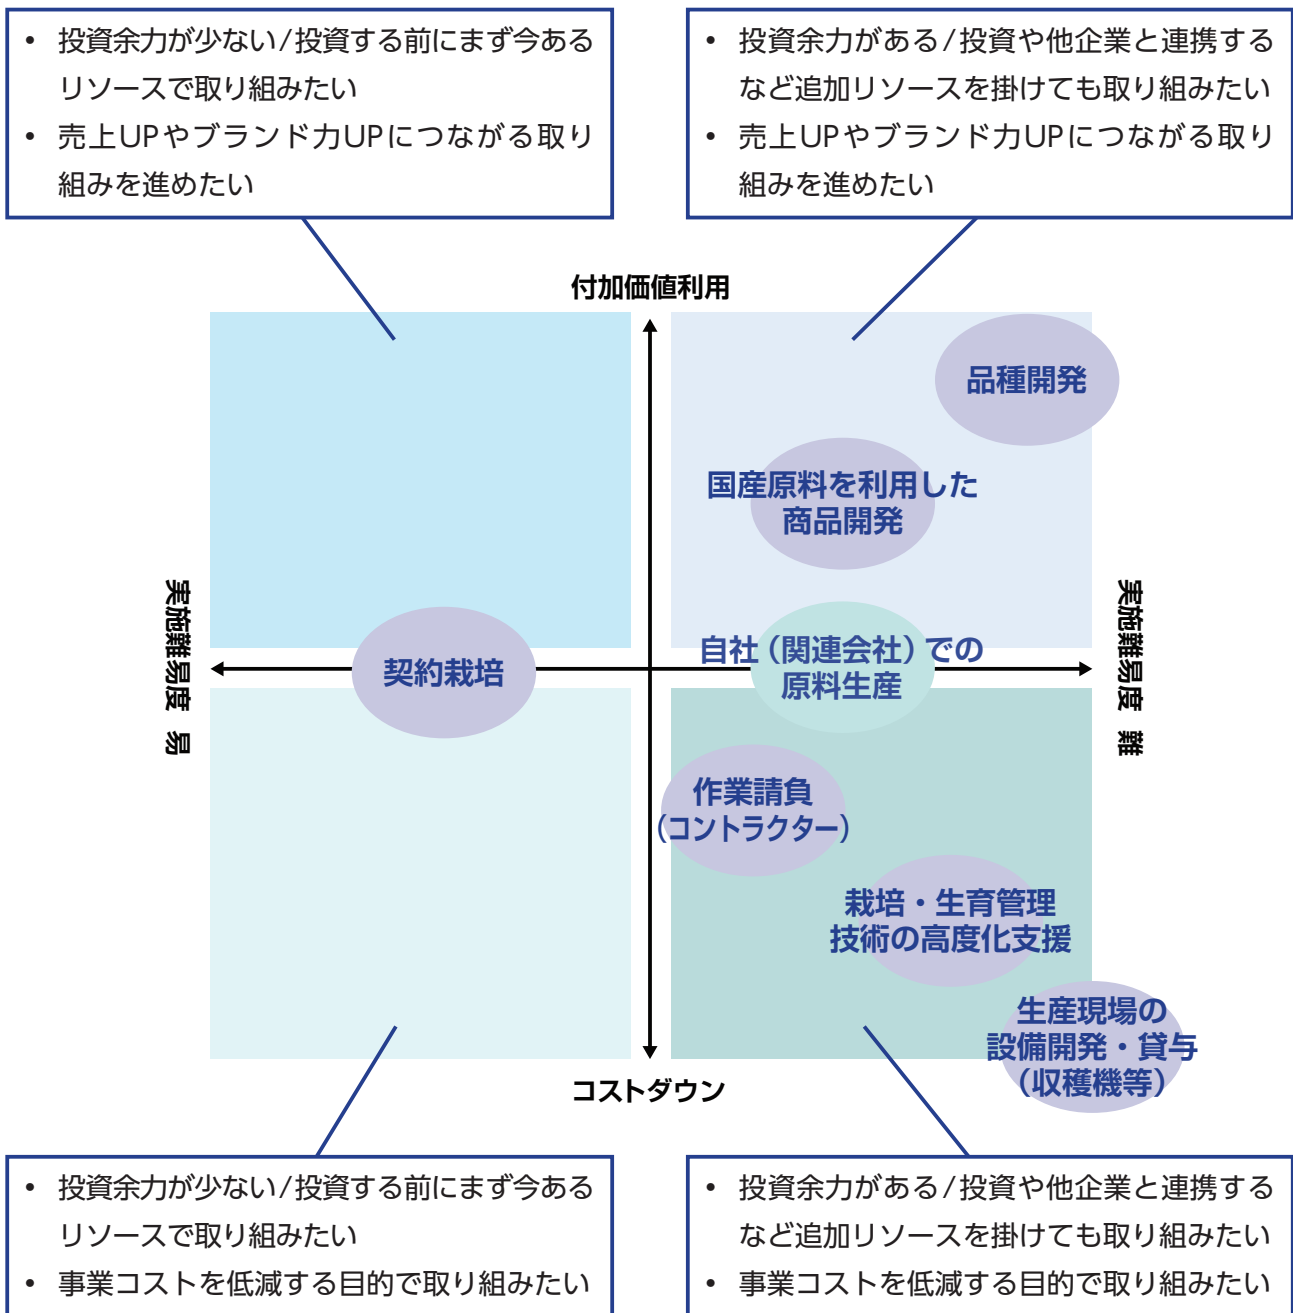 • 投資余力が少ない/投資する前にまず今ある
リソースで取り組みたい
• 売上UPやブランド力UPにつながる取り
組みを進めたい
• 投資余力がある/投資や他企業と連携する
など追加リソースを掛けても取り組みたい
• 売上UPやブランド力UPにつながる取り
組みを進めたい
付加価値利用
品種開発
国産原料を利用した
商品開発
実施難易度 易
契約栽培
自社（関連会社）での
原料生産
実施難易度 難
作業請負
（コントラクター）
栽培・生育管理
技術の高度化支援
生産現場の
設備開発・貸与
（収穫機等）
コストダウン
• 投資余力が少ない/投資する前にまず今ある
リソースで取り組みたい
• 事業コストを低減する目的で取り組みたい
• 投資余力がある/投資や他企業と連携する
など追加リソースを掛けても取り組みたい
• 事業コストを低減する目的で取り組みたい